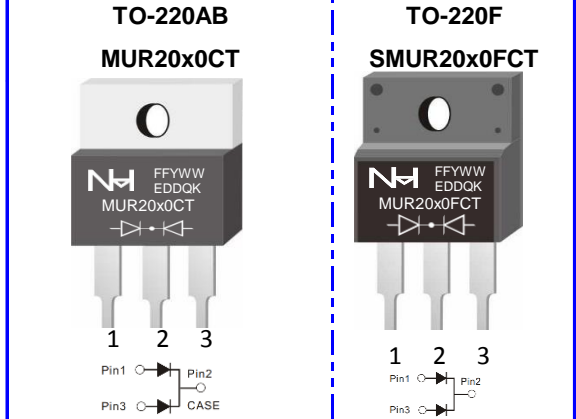 TO-220AB
MUR20x0CT
FFYWW
EDDQK
MUR20x0CT
1 2 3
Pin1
Pin2
Pin3
CASE
TO-220F
SMUR20x0FCT
FFYWW
EDDQK
MUR20x0FCT
1 2 3
Pin1
Pin2
Pin3